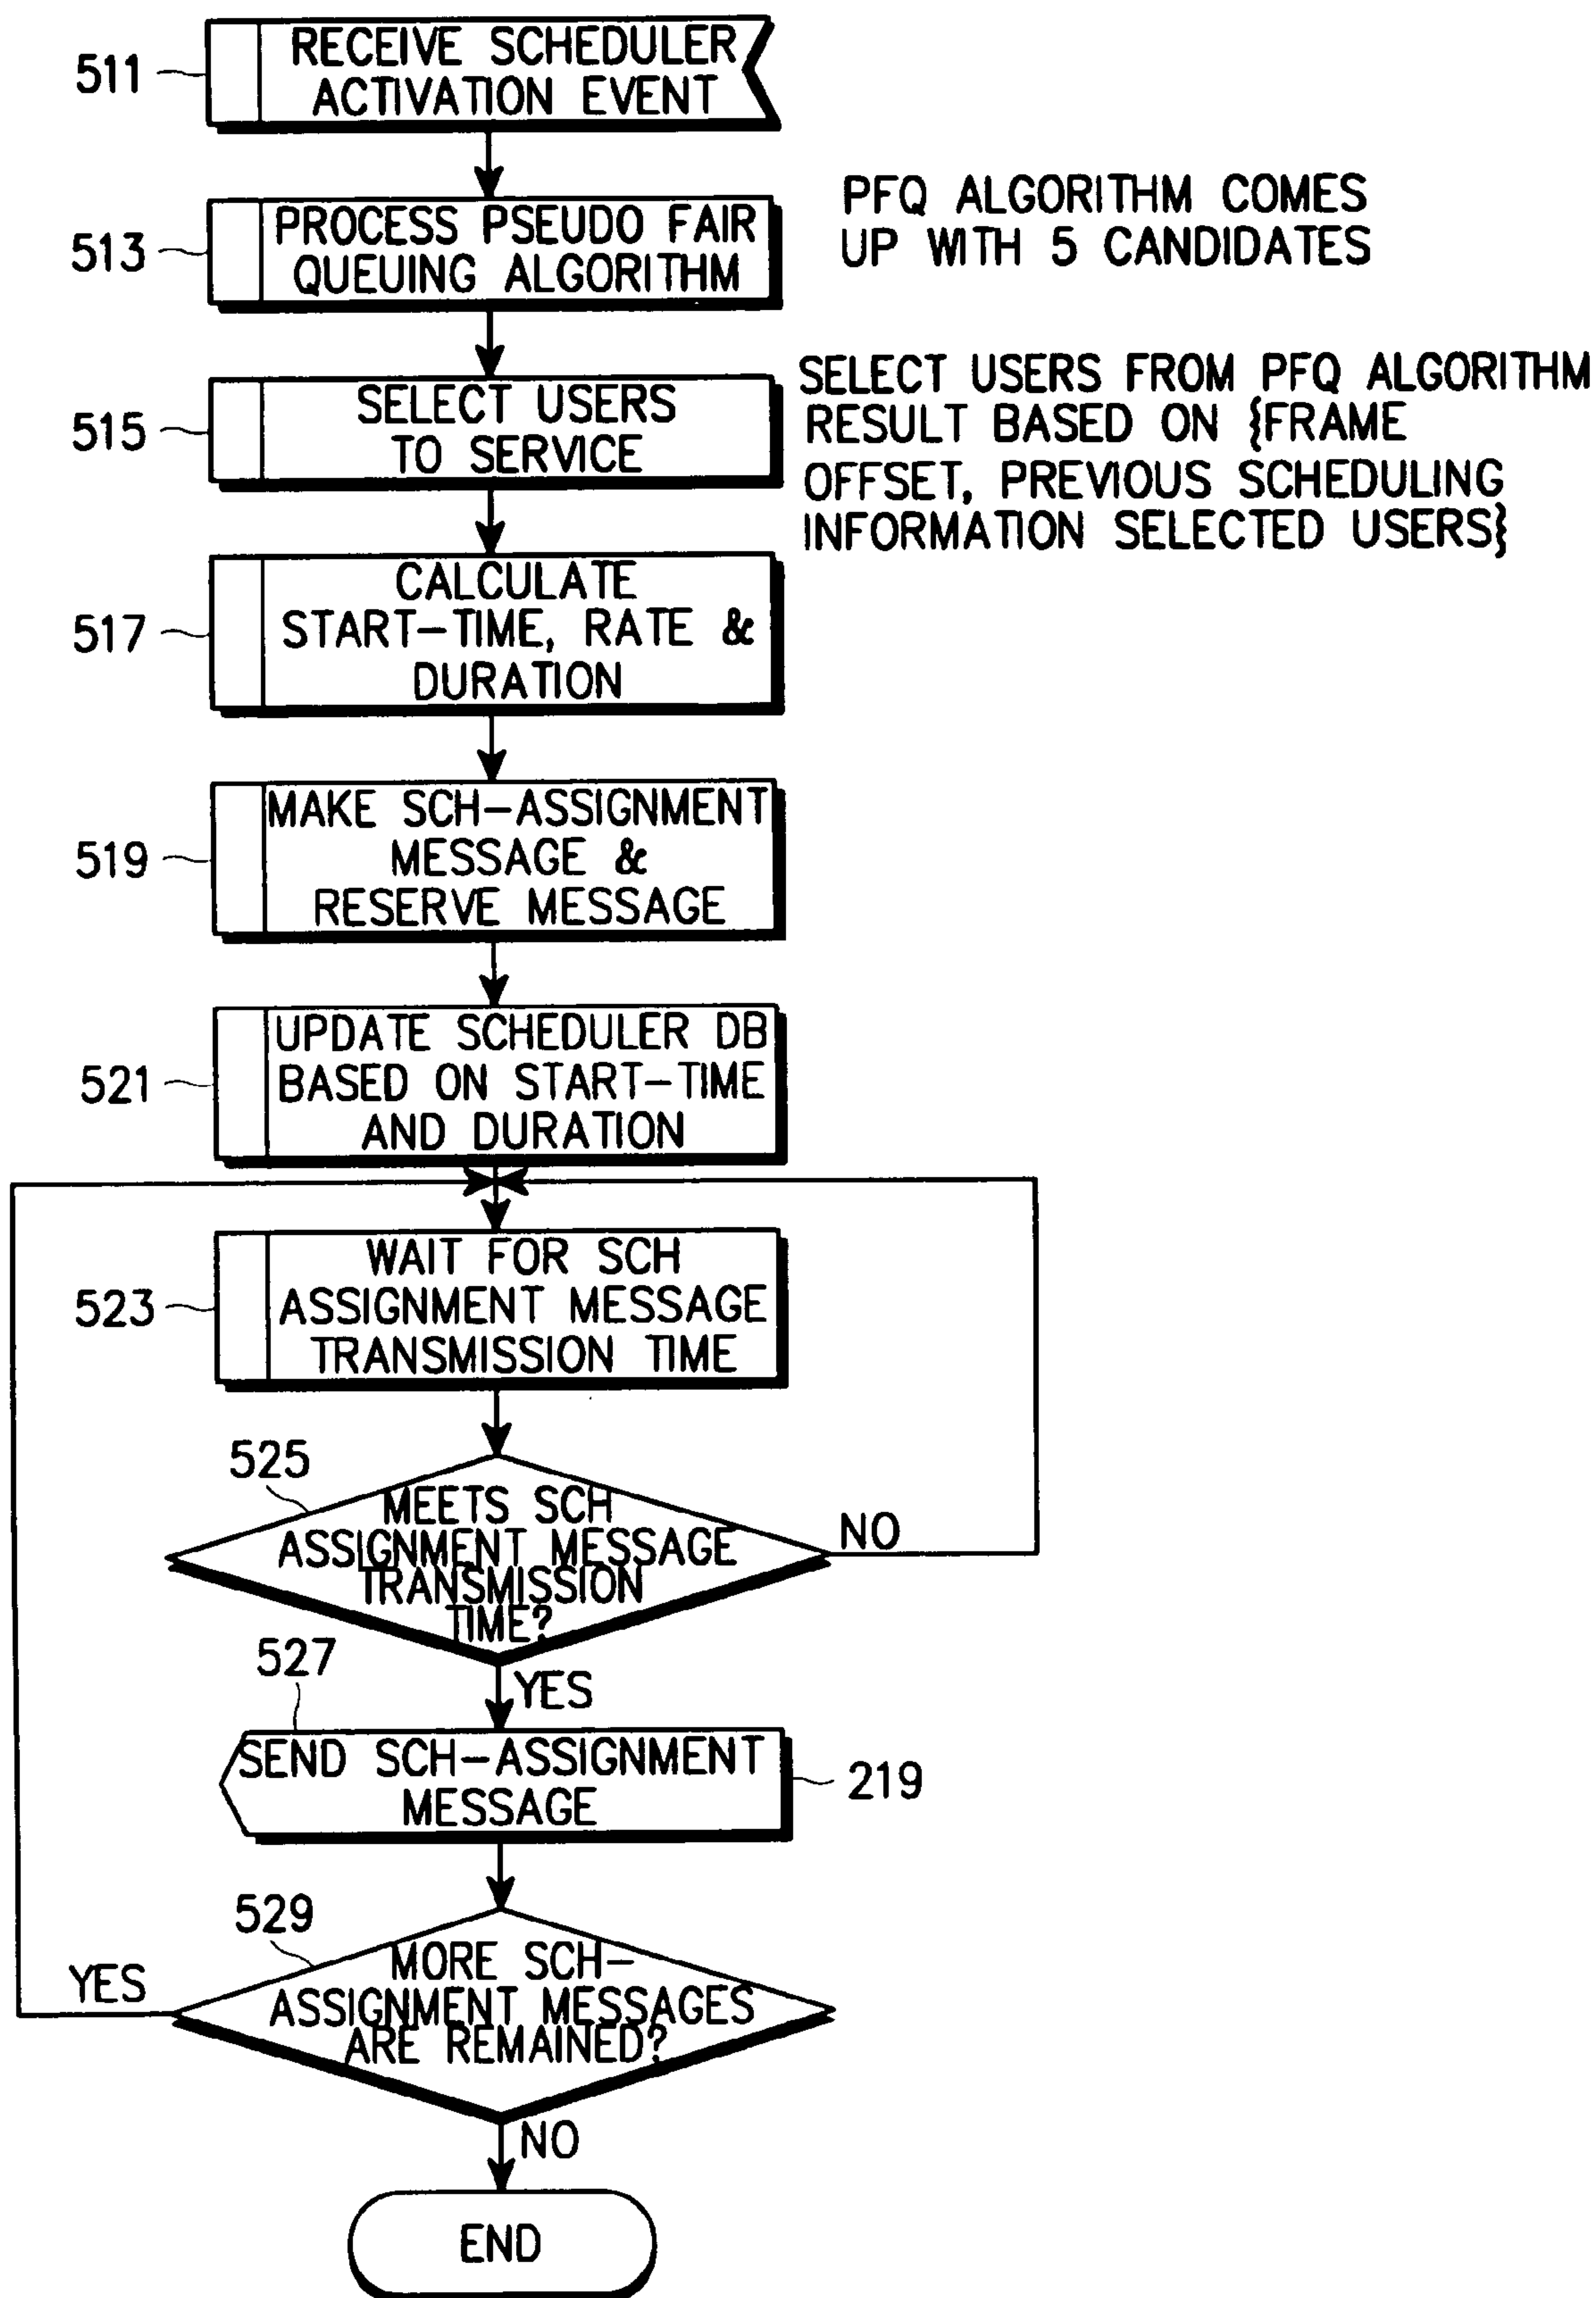 511
RECEIVE SCHEDULER
ACTIVATION EVENT
513
PROCESS PSEUDO FAIR
QUEUING ALGORITHM
PFQ ALGORITHM COMES
UP WITH 5 CANDIDATES
515
SELECT USERS
TO SERVICE
SELECT USERS FROM PFQ ALGORITHM
RESULT BASED ON {FRAME
OFFSET, PREVIOUS SCHEDULING
INFORMATION SELECTED USERS}
517
CALCULATE
START-TIME, RATE &
DURATION
519
MAKE SCH-ASSIGNMENT
MESSAGE &
RESERVE MESSAGE
521
UPDATE SCHEDULER DB
BASED ON START-TIME
AND DURATION
523
WAIT FOR SCH
ASSIGNMENT MESSAGE
TRANSMISSION TIME
525
MEETS SCH
ASSIGNMENT MESSAGE
TRANSMISSION
TIME?
NO
YES
527
SEND SCH-ASSIGNMENT
MESSAGE
219
529
MORE SCH-
ASSIGNMENT MESSAGES
ARE REMAINED?
YES
NO
END